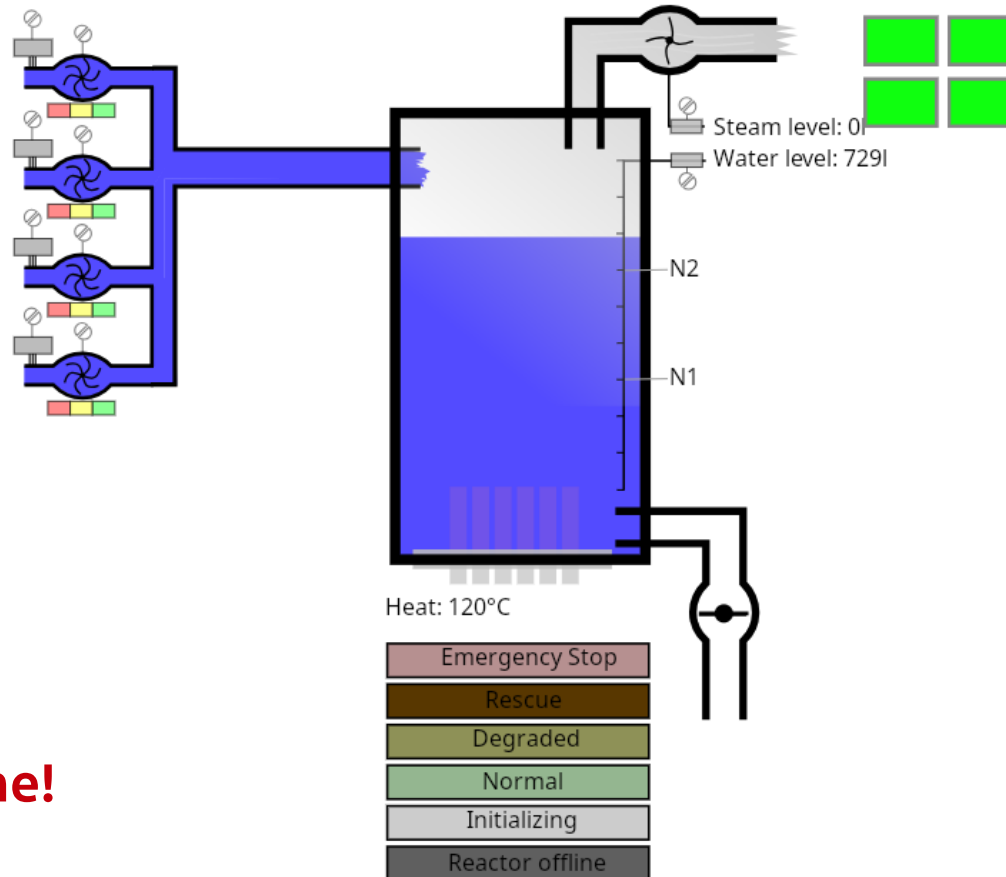 Steam level: 0l
Water level: 729l
N2
N1
Heat: 120°C
Emergency Stop
Rescue
Degraded
Normal
ne!
Initializing
Reactor offline